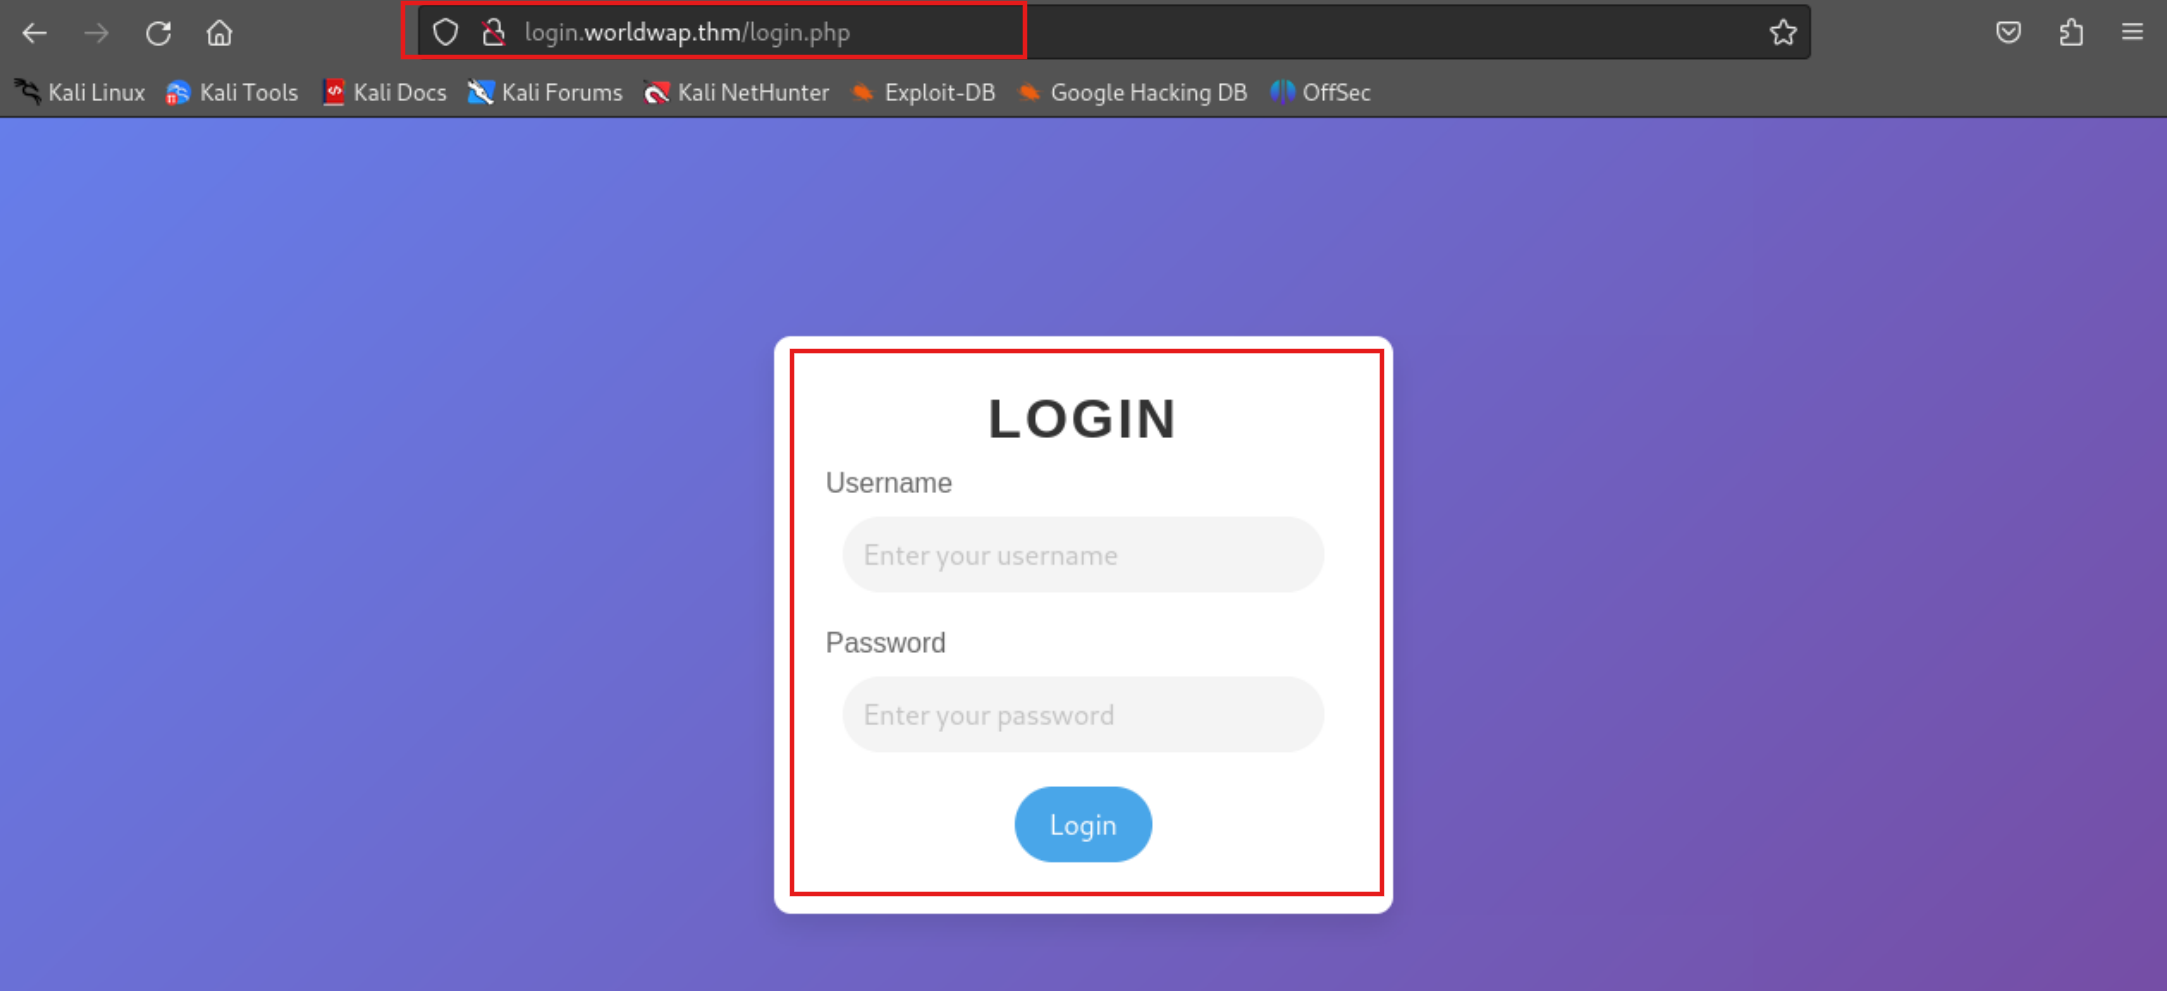 login.worldwap.thm/login.php
Kali Linux Kali Tools Kali Docs Kali Forums Kali NetHunter Exploit-DB Google Hacking DB OffSec
LOGIN
Username
Enter your username
Password
Enter your password
Login